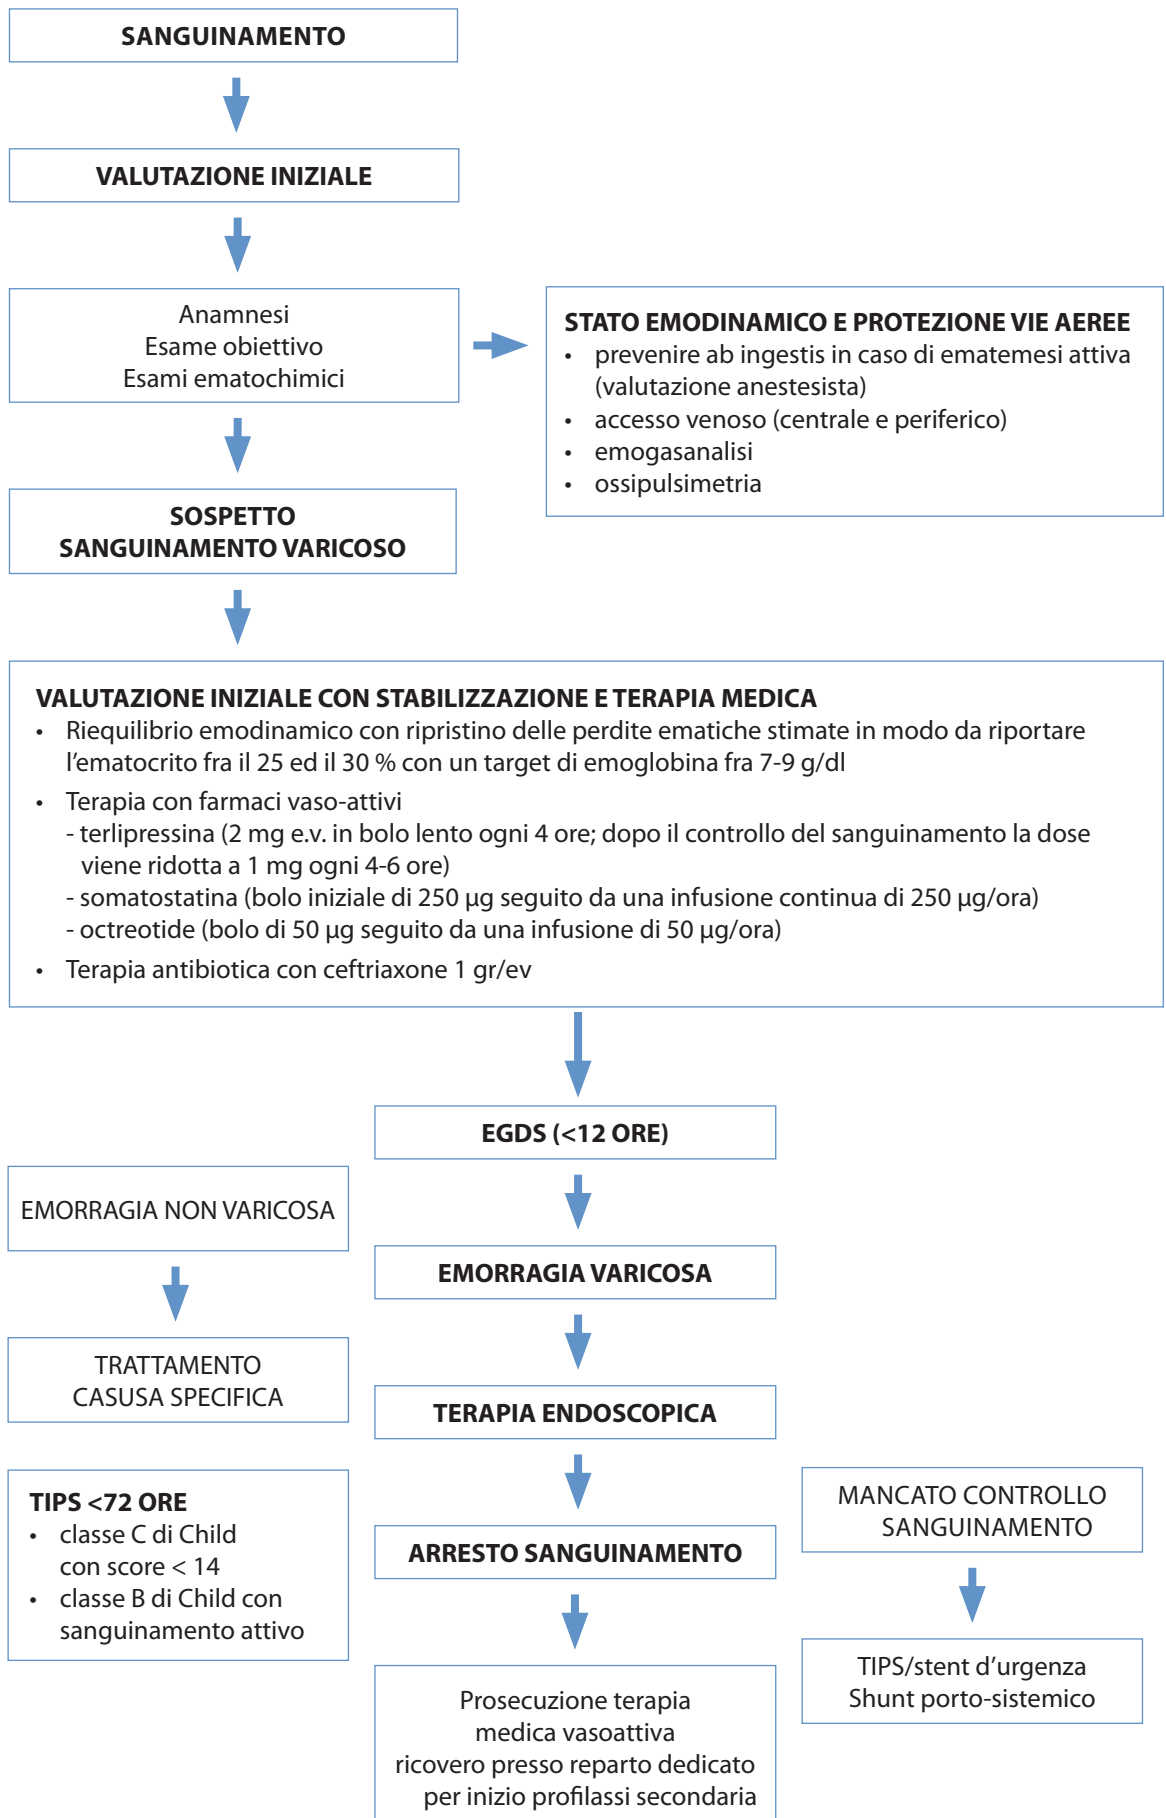 SANGUINAMENTO
VALUTAZIONE INIZIALE
Anamnesi
Esame obiettivo
Esami ematochimici
STATO EMODINAMICO E PROTEZIONE VIE AEREE
• prevenire ab ingestis in caso di ematemesi attiva
(valutazione anestesista)
• accesso venoso (centrale e periferico)
• emogasanalisi
• ossipulsimetria
SOSPETTO
SANGUINAMENTO VARICOSO
VALUTAZIONE INIZIALE CON STABILIZZAZIONE E TERAPIA MEDICA
• Riequilibrio emodinamico con ripristino delle perdite ematiche stimate in modo da riportare
l'ematocrito fra il 25 ed il 30 % con un target di emoglobina fra 7-9 g/dl
• Terapia con farmaci vaso-attivi
- terlipressina (2 mg e.v. in bolo lento ogni 4 ore; dopo il controllo del sanguinamento la dose
viene ridotta a 1 mg ogni 4-6 ore)
- somatostatina (bolo iniziale di 250 µg seguito da una infusione continua di 250 µg/ora)
- octreotide (bolo di 50 µg seguito da una infusione di 50 µg/ora)
• Terapia antibiotica con ceftriaxone 1 gr/ev
EGDS (<12 ORE)
EMORRAGIA NON VARICOSA
EMORRAGIA VARICOSA
TRATTAMENTO
CASUSA SPECIFICA
TERAPIA ENDOSCOPICA
TIPS <72 ORE
• classe C di Child
con score < 14
• classe B di Child con
sanguinamento attivo
ARRESTO SANGUINAMENTO
MANCATO CONTROLLO
SANGUINAMENTO
Prosecuzione terapia
medica vasoattiva
ricovero presso reparto dedicato
per inizio profilassi secondaria
TIPS/stent d'urgenza
Shunt porto-sistemico